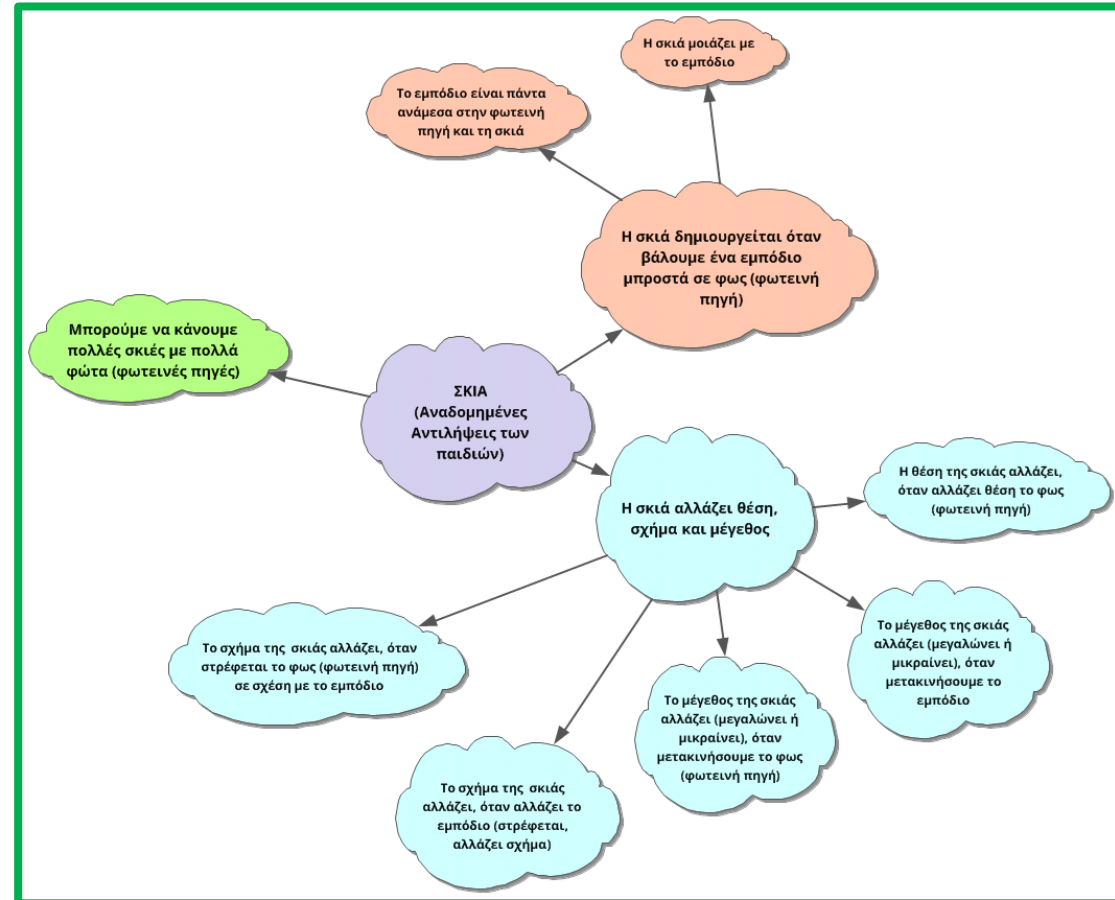 Η σκιά μοιάζει με
το εμπόδιο
Το εμπόδιο είναι πάντα
ανάμεσα στην φωτεινή
πηγή και τη σκιά
Η σκιά δημιουργείται όταν
βάλουμε ένα εμπόδιο
μπροστά σε φως (φωτεινή
πηγή)
Μπορούμε να κάνουμε
πολλές σκιές με πολλά
φώτα (φωτεινές πηγές)
ΣΚΙΑ
(Αναδομημένες
Αντιλήψεις των
παιδιών)
Η σκιά αλλάζει θέση,
σχήμα και μέγεθος
Η θέση της σκιάς αλλάζει,
όταν αλλάζει θέση το φως
(φωτεινή πηγή)
Το μέγεθος της σκιάς
αλλάζει (μεγαλώνει ή
μικραίνει), όταν
μετακινήσουμε το
εμπόδιο
Το μέγεθος της σκιάς
αλλάζει (μεγαλώνει ή
μικραίνει), όταν
μετακινήσουμε το φως
(φωτεινή πηγή)
Το σχήμα της σκιάς
αλλάζει, όταν αλλάζει το
εμπόδιο (στρέφεται,
αλλάζει σχήμα)
Το σχήμα της σκιάς αλλάζει, όταν
στρέφεται το φως (φωτεινή πηγή)
σε σχέση με το εμπόδιο